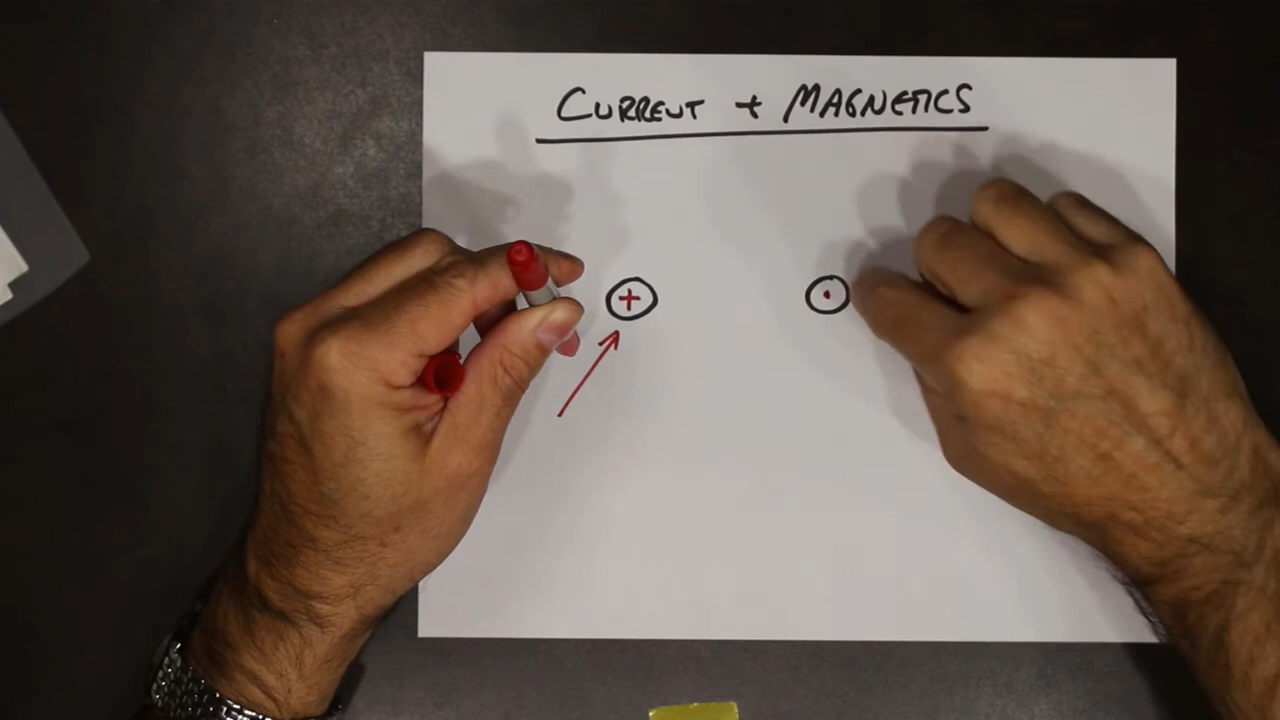 CURRENT + MAGNETICS
+ •